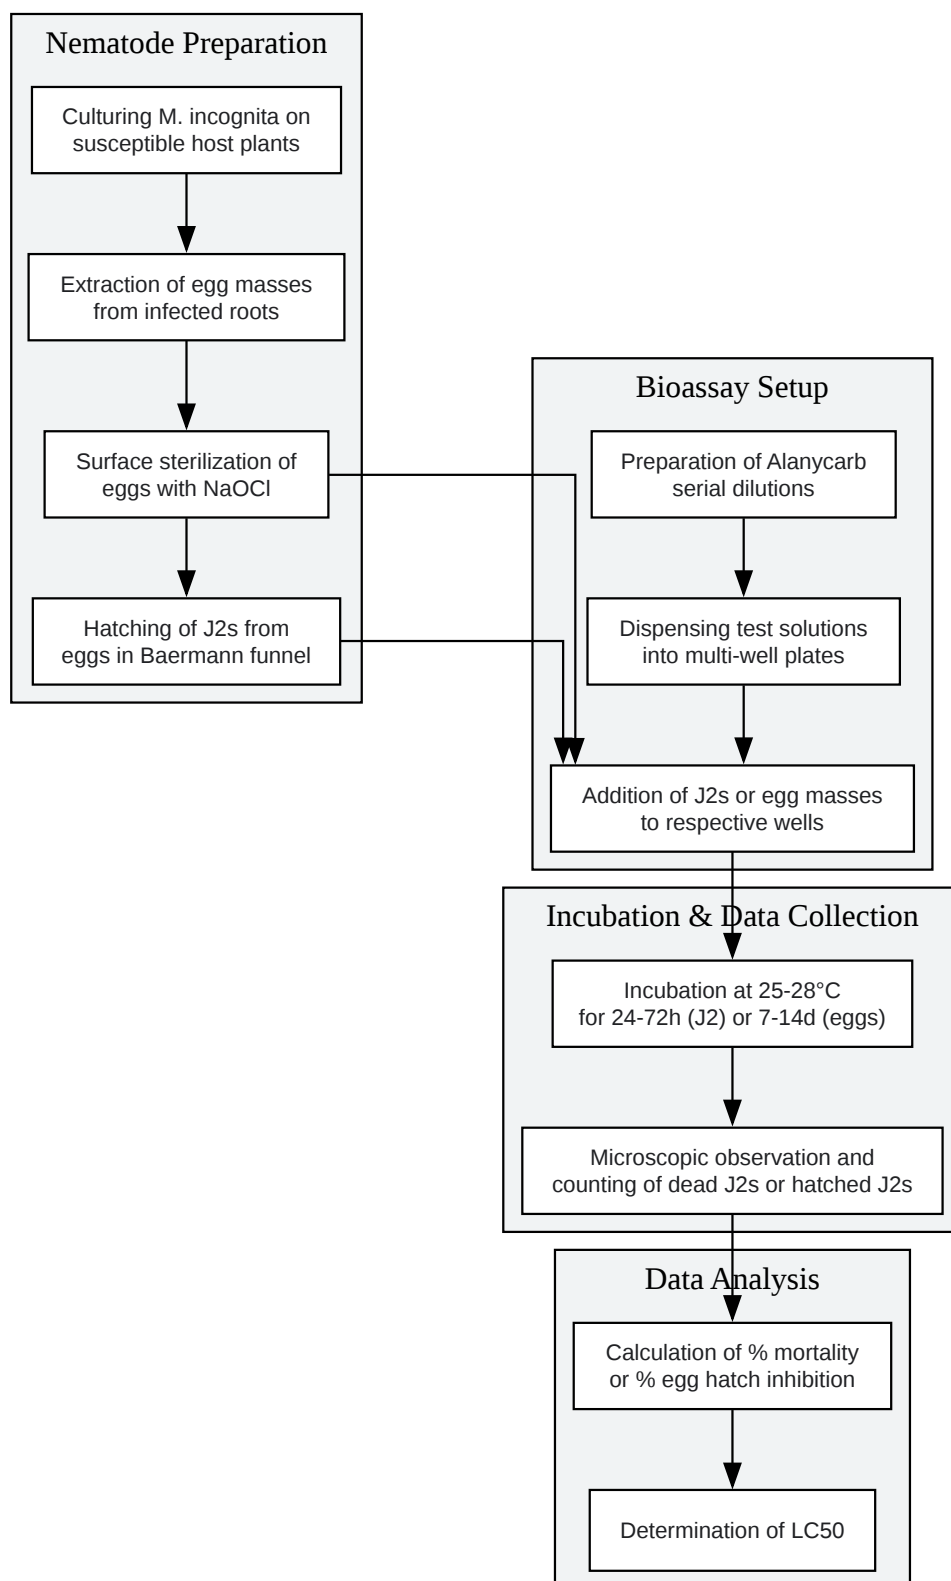 Nematode Preparation
Culturing M. incognita on
susceptible host plants
Extraction of egg masses
from infected roots
Surface sterilization of
eggs with NaOCl
Hatching of J2s from
eggs in Baermann funnel
Bioassay Setup
Preparation of Alanycarb
serial dilutions
Dispensing test solutions
into multi-well plates
Addition of J2s or egg masses
to respective wells
Incubation & Data Collection
Incubation at 25-28°C
for 24-72h (J2) or 7-14d (eggs)
Microscopic observation and
counting of dead J2s or hatched J2s
Data Analysis
Calculation of % mortality
or % egg hatch inhibition
Determination of LC50